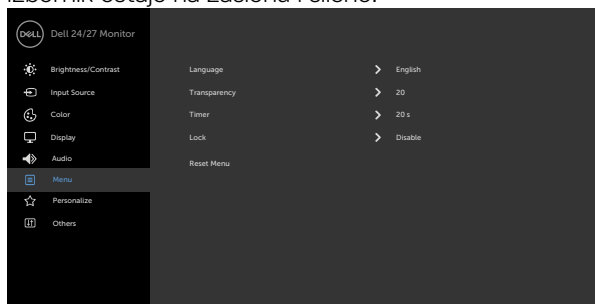 DELL Dell 24/27 Monitor
Brightness/Contrast
Input Source
Color
Display
Audio
Menu
Personalize
Others
Language English
Transparency 20
Timer 20 s
Lock Disable
Reset Menu